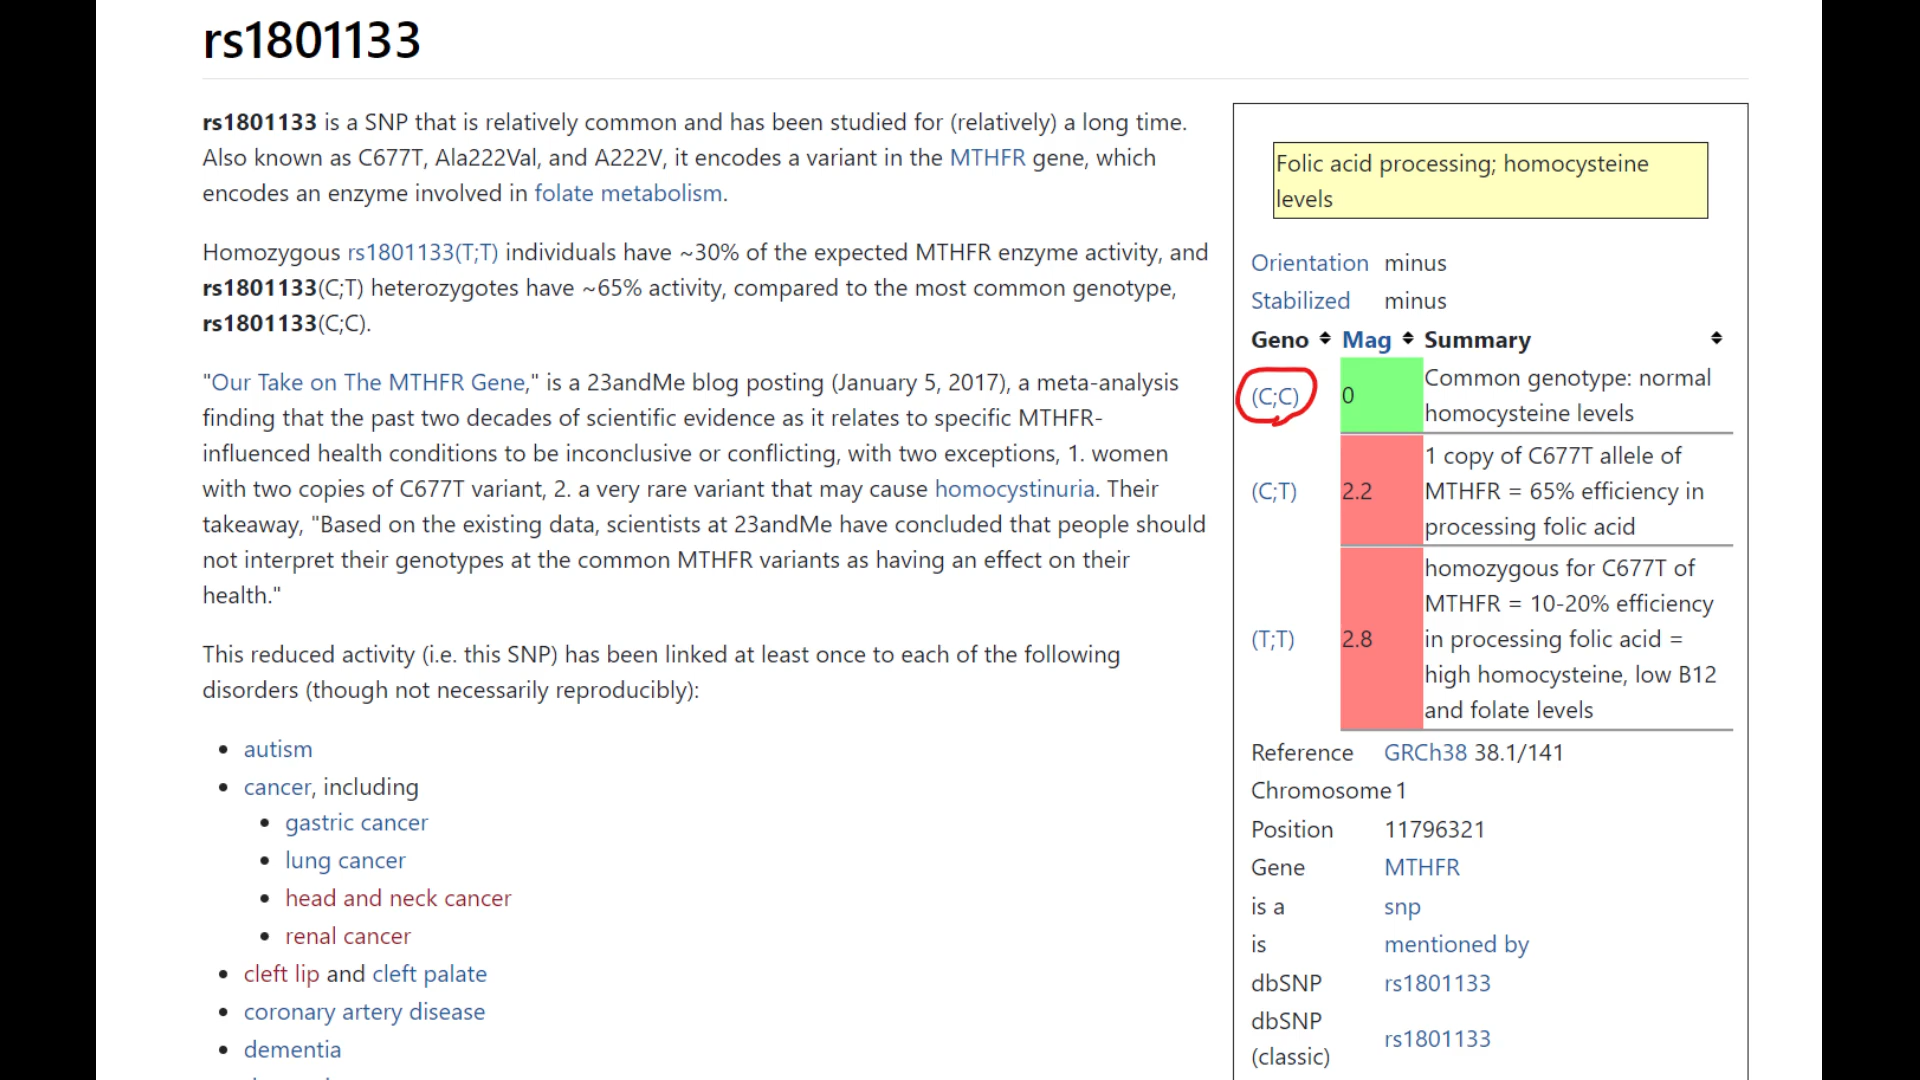 rs1801133
rs1801133 is a SNP that is relatively common and has been studied for (relatively) a long time.
Also known as C677T, Ala222Val, and A222V, it encodes a variant in the MTHFR gene, which
encodes an enzyme involved in folate metabolism.
Homozygous rs1801133(T;T) individuals have ~30% of the expected MTHFR enzyme activity, and
rs1801133(C;T) heterozygotes have ~65% activity, compared to the most common genotype,
rs1801133(C;C).
"Our Take on The MTHFR Gene," is a 23andMe blog posting (January 5, 2017), a meta-analysis
finding that the past two decades of scientific evidence as it relates to specific MTHFR-
influenced health conditions to be inconclusive or conflicting, with two exceptions, 1. women
with two copies of C677T variant, 2. a very rare variant that may cause homocystinuria. Their
takeaway, "Based on the existing data, scientists at 23andMe have concluded that people should
not interpret their genotypes at the common MTHFR variants as having an effect on their
health."
This reduced activity (i.e. this SNP) has been linked at least once to each of the following
disorders (though not necessarily reproducibly):
autism
cancer, including
gastric cancer
lung cancer
head and neck cancer
renal cancer
cleft lip and cleft palate
coronary artery disease
dementia
Folic acid processing; homocysteine
levels
Orientation minus
Stabilized minus
Geno Mag Summary
(C;C) 0 Common genotype: normal
homocysteine levels
1 copy of C677T allele of
(C;T) 2.2 MTHFR = 65% efficiency in
processing folic acid
homozygous for C677T of
MTHFR = 10-20% efficiency
(T;T) 2.8 in processing folic acid =
high homocysteine, low B12
and folate levels
Reference GRCh38 38.1/141
Chromosome 1
Position 11796321
Gene MTHFR
is a snp
is mentioned by
dbSNP rs1801133
dbSNP
(classic) rs1801133